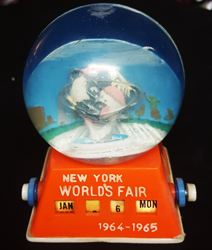 NEW YORK
WORLD'S FAIR
JAN 6 MON
1964-1965